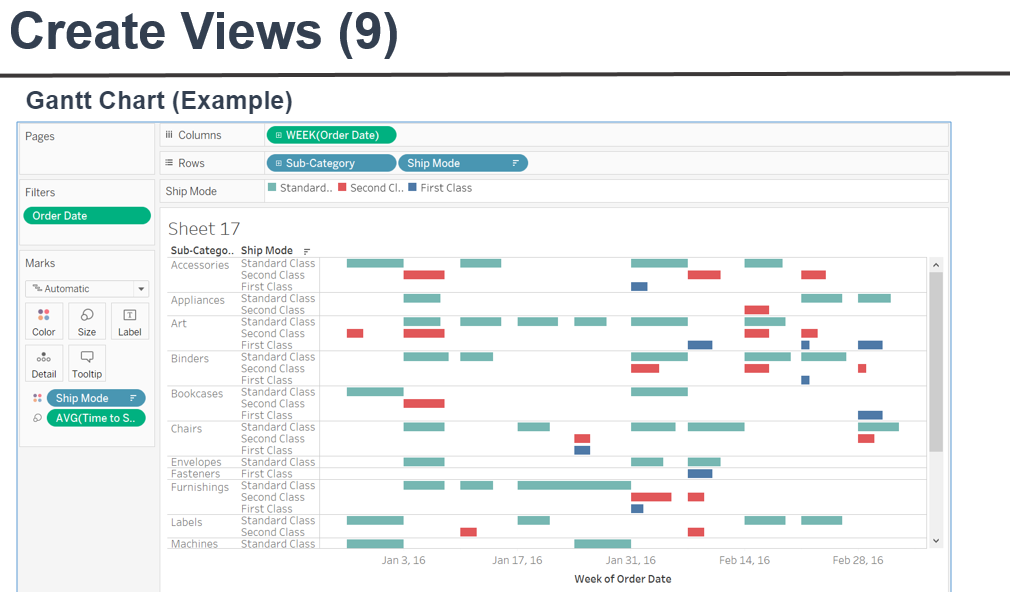 Create Views (9)
Gantt Chart (Example)
Pages
Columns
WEEK(Order Date)
Rows
Sub-Category
Ship Mode
Filters
Order Date
Ship Mode
Standard.. Second Cl.. First Class
Marks
Automatic
Color Size Label
Detail Tooltip
Ship Mode
AVG(Time to S..
Sheet 17
Sub-Catego.. Ship Mode
Accessories Standard Class
Second Class
First Class
Appliances Standard Class
Second Class
Art Standard Class
Second Class
First Class
Binders Standard Class
Second Class
First Class
Bookcases Standard Class
Second Class
First Class
Chairs Standard Class
Second Class
First Class
Envelopes Standard Class
Fasteners First Class
Furnishings Standard Class
Second Class
First Class
Labels Standard Class
Second Class
Machines Standard Class
Jan 3, 16 Jan 17, 16 Jan 31, 16 Feb 14, 16 Feb 28, 16
Week of Order Date